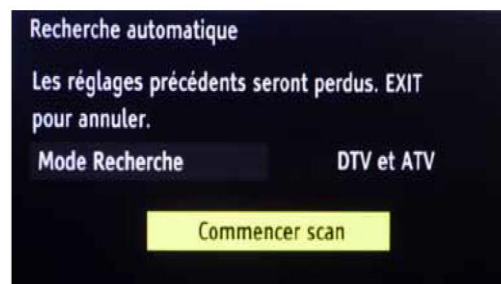 Recherche automatique
Les réglages précédents seront perdus. EXIT
pour annuler.
Mode Recherche DTV et ATV
Commencer scan